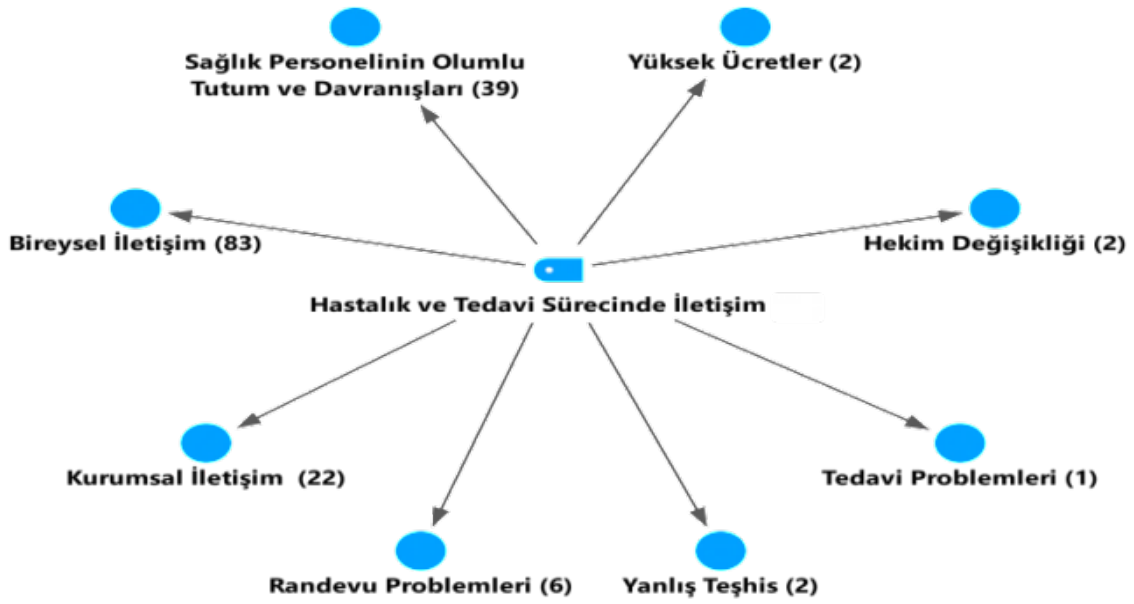 Sağlık Personelinin Olumlu
Tutum ve Davranışları (39)
Yüksek Ücretler (2)
Bireysel İletişim (83)
Hekim Değişikliği (2)
Hastalık ve Tedavi Sürecinde İletişim
Kurumsal İletişim (22)
Tedavi Problemleri (1)
Randevu Problemleri (6)
Yanlış Teşhis (2)